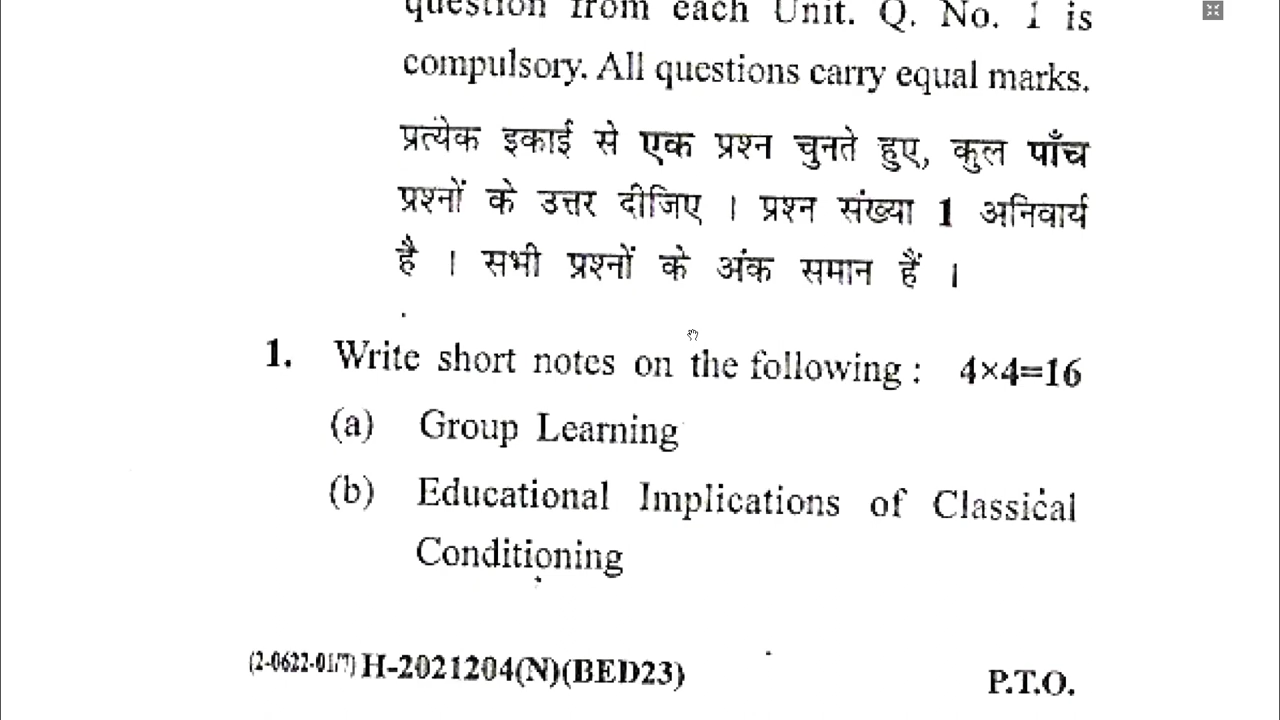 question from each Unit. Q. No. 1 is
compulsory. All questions carry equal marks.
प्रत्येक इकाई से एक प्रश्न चुनते हुए, कुल पाँच
प्रश्नों के उत्तर दीजिए । प्रश्न संख्या 1 अनिवार्य
है । सभी प्रश्नों के अंक समान हैं ।
1. Write short notes on the following : 4×4=16
(a) Group Learning
(b) Educational Implications of Classical
Conditioning
(2-0622-01/7) H-2021204(N)(BED23) P.T.O.